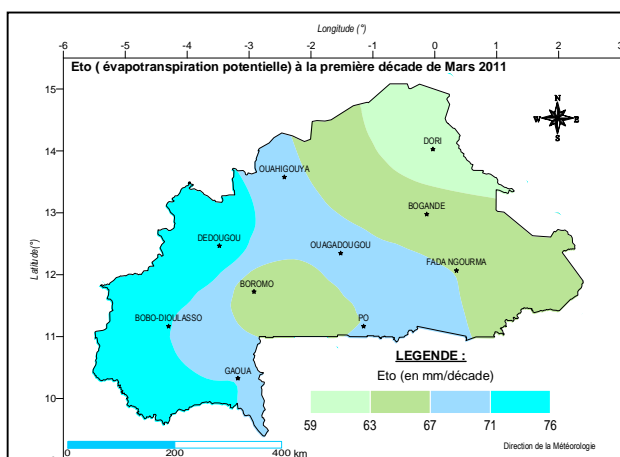 Longitude (°)
-6 -5 -4 -3 -2 -1 0 1 2 3
Eto ( évapotranspiration potentielle) à la première décade de Mars 2011
15
14
13
12
11
10
Latitude(°)
N
W E
S
DORI
OUAHIGOUYA
BOGANDE
DEDOUGOU
OUAGADOUGOU
FADA NGOURMA
BOROMO
BOBO-DIOULASSO
PO
GAOUA
LEGENDE :
Eto (en mm/décade)
59 63 67 71 76
0 200 400
km
Direction de la Météorologie